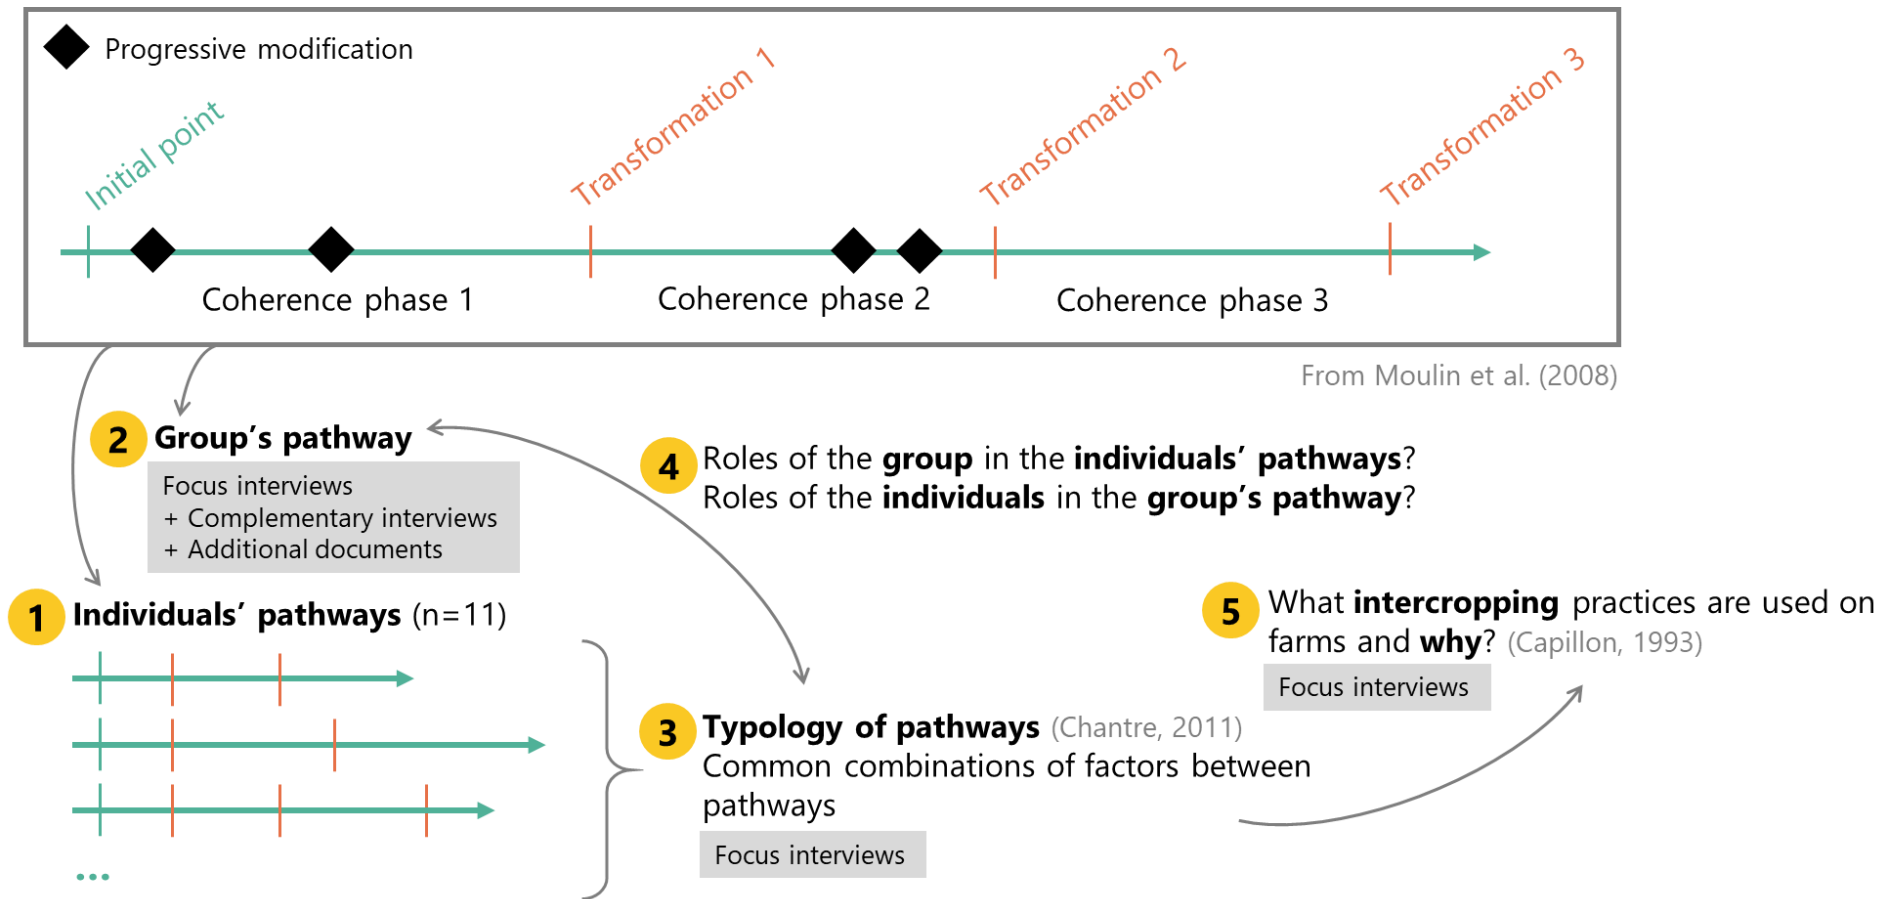 Progressive modification
Initial point
Transformation 1
Transformation 2
Transformation 3
Coherence phase 1
Coherence phase 2
Coherence phase 3
From Moulin et al. (2008)
2 Group’s pathway
Focus interviews
+ Complementary interviews
+ Additional documents
4 Roles of the group in the individuals’ pathways?
Roles of the individuals in the group’s pathway?
1 Individuals’ pathways (n=11)
...
3 Typology of pathways (Chantre, 2011)
Common combinations of factors between
pathways
Focus interviews
5 What intercropping practices are used on
farms and why? (Capillon, 1993)
Focus interviews